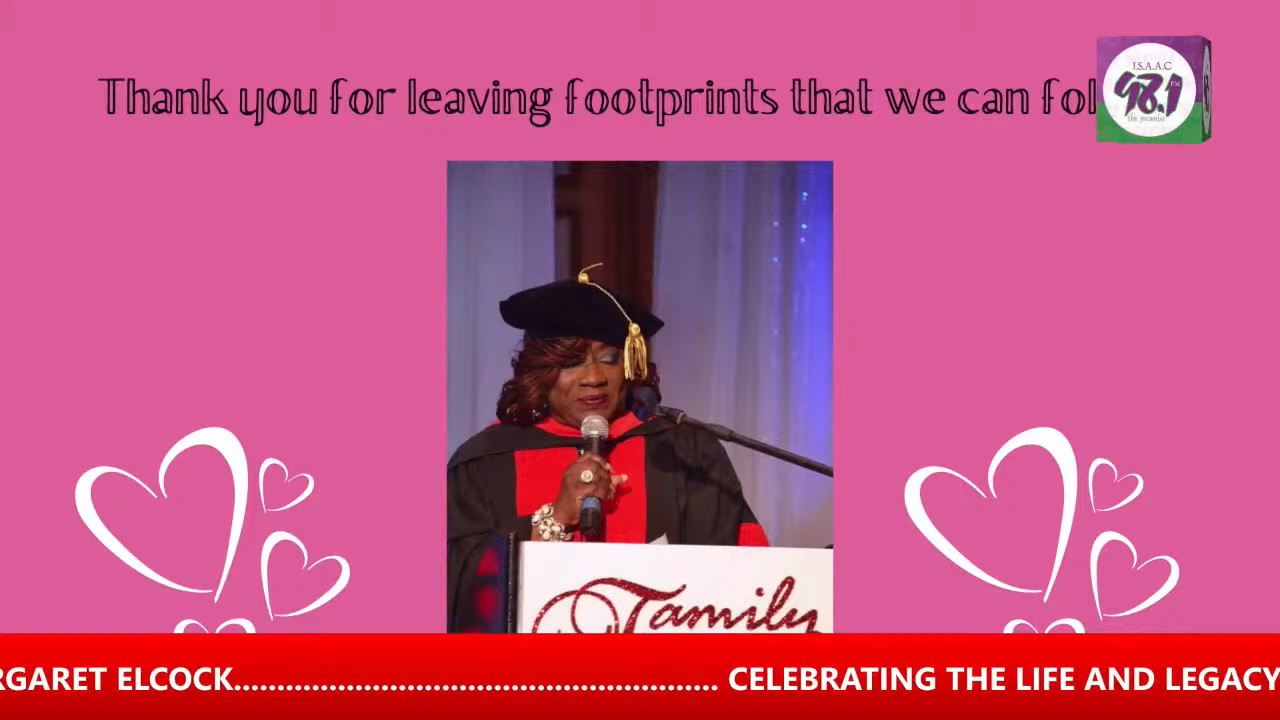 Thank you for leaving footprints that we can fol
I.S.A.A.C
98.1 FM
the promise
Family
RGARET ELCOCK........................................................ CELEBRATING THE LIFE AND LEGACY